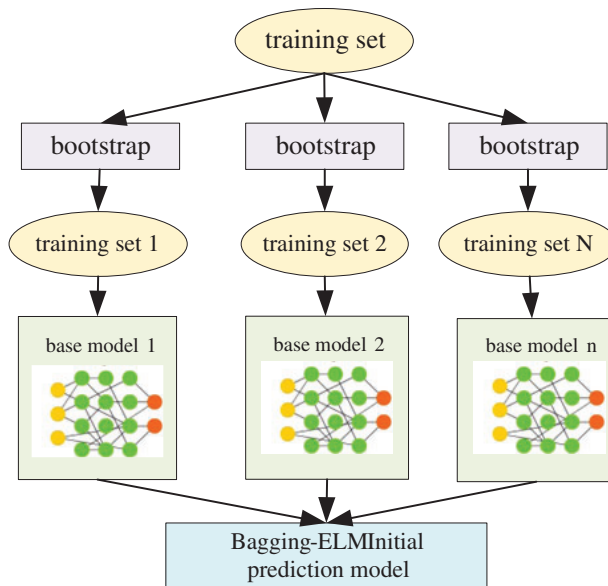 training set
bootstrap
bootstrap
bootstrap
training set 1
training set 2
training set N
base model 1
base model 2
base model n
Bagging-ELMInitial
prediction model